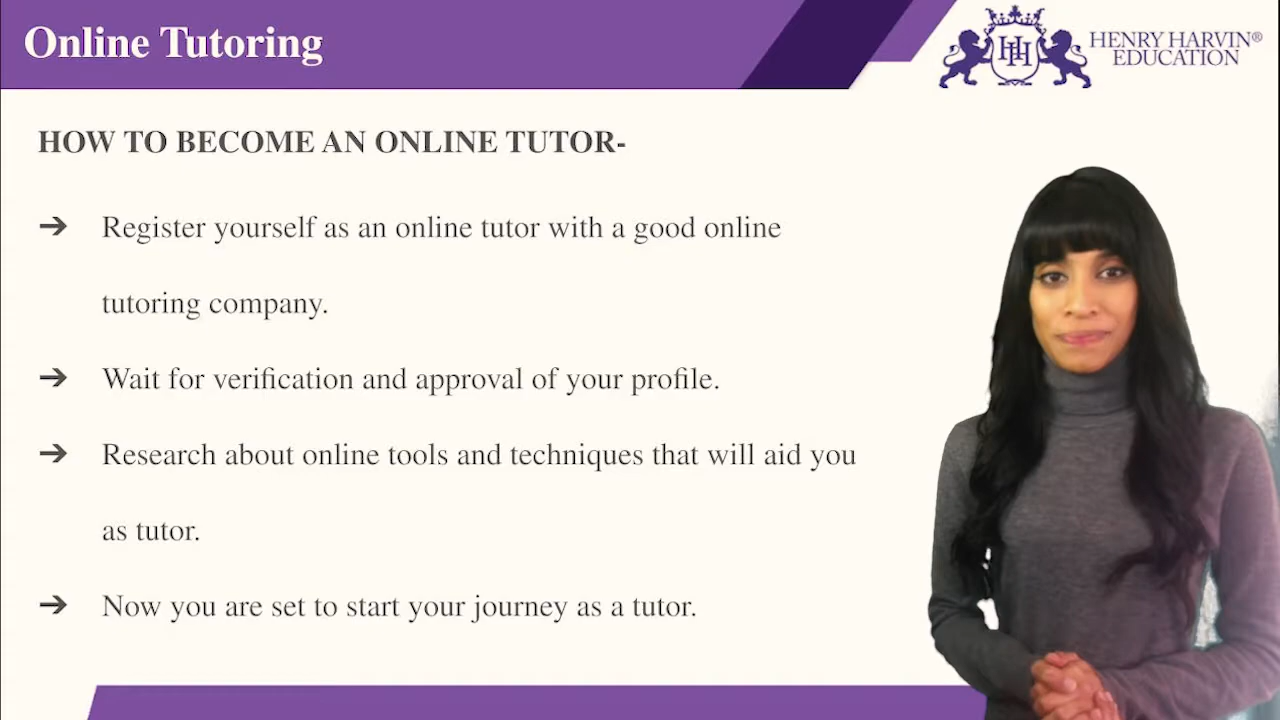 Online Tutoring
HH
HENRY HARVIN®
EDUCATION
HOW TO BECOME AN ONLINE TUTOR-
➔ Register yourself as an online tutor with a good online
tutoring company.
➔ Wait for verification and approval of your profile.
➔ Research about online tools and techniques that will aid you
as tutor.
➔ Now you are set to start your journey as a tutor.